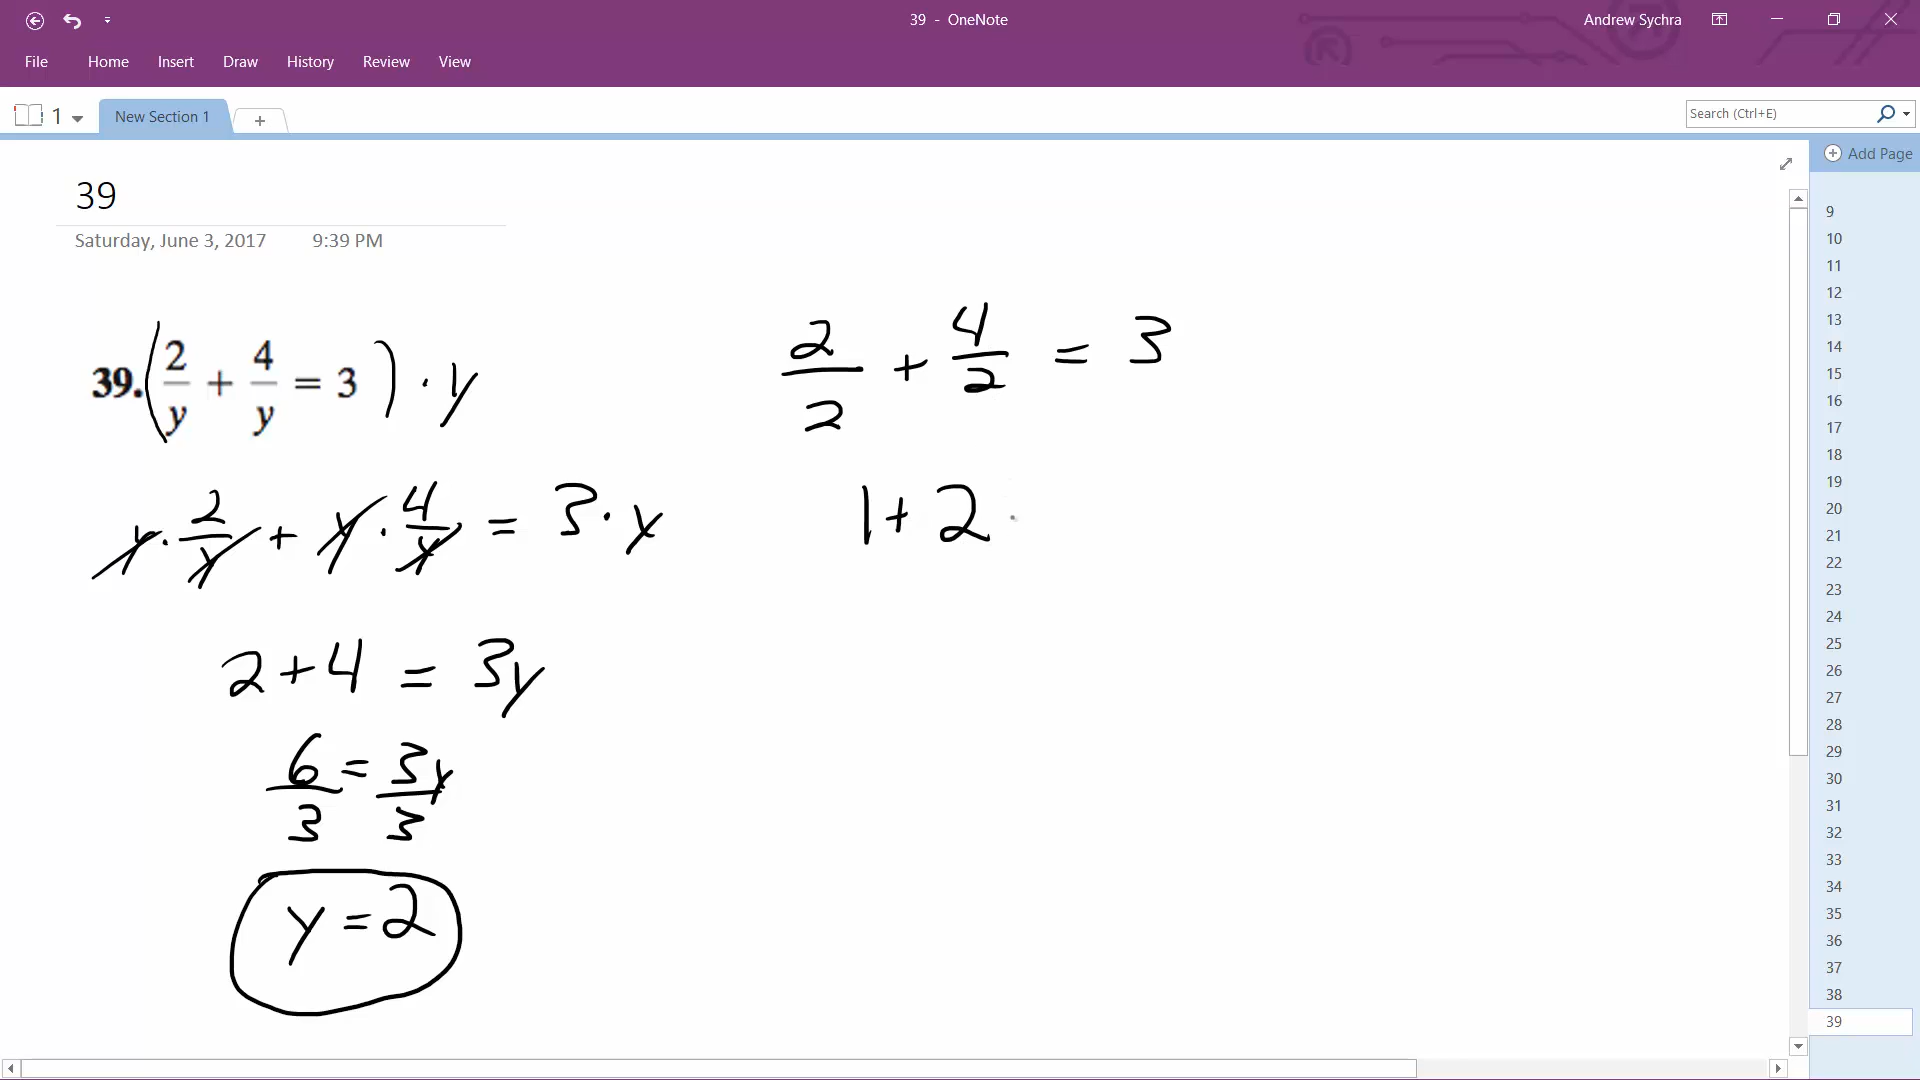 39 - OneNote
Andrew Sychra
File Home Insert Draw History Review View
1
New Section 1
+
Search (Ctrl+E)
Add Page
39
Saturday, June 3, 2017 9:39 PM
39. ( 2/y + 4/y = 3 ) · y
y · 2/y + y · 4/y = 3 · y
2 + 4 = 3y
6/3 = 3y/3
y = 2
2/2 + 4/2 = 3
1 + 2
9
10
11
12
13
14
15
16
17
18
19
20
21
22
23
24
25
26
27
28
29
30
31
32
33
34
35
36
37
38
39